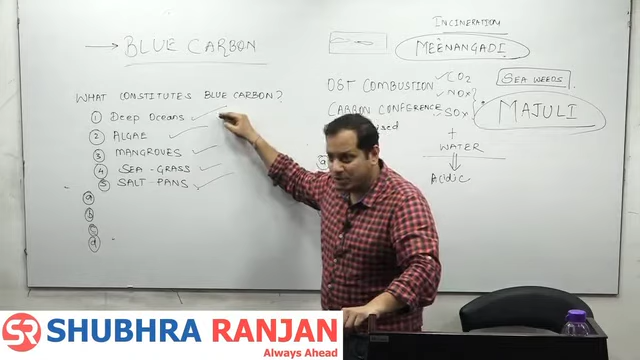 → BLUE CARBON
WHAT CONSTITUTES BLUE CARBON?
① Deep Oceans ✓
② ALGAE ✓
③ MANGROVES ✓
④ SEA-GRASS ✓
⑤ SALT-PANS ✓
ⓐ
ⓑ
ⓒ
ⓓ
INCINERATION
MEENANGADI
OST COMBUSTION
CO2
NOx
SOx
CARBON CONFERENCE
SEA WEEDS
MAJULI
+
WATER
Acidic
SR
SHUBHRA RANJAN
Always Ahead